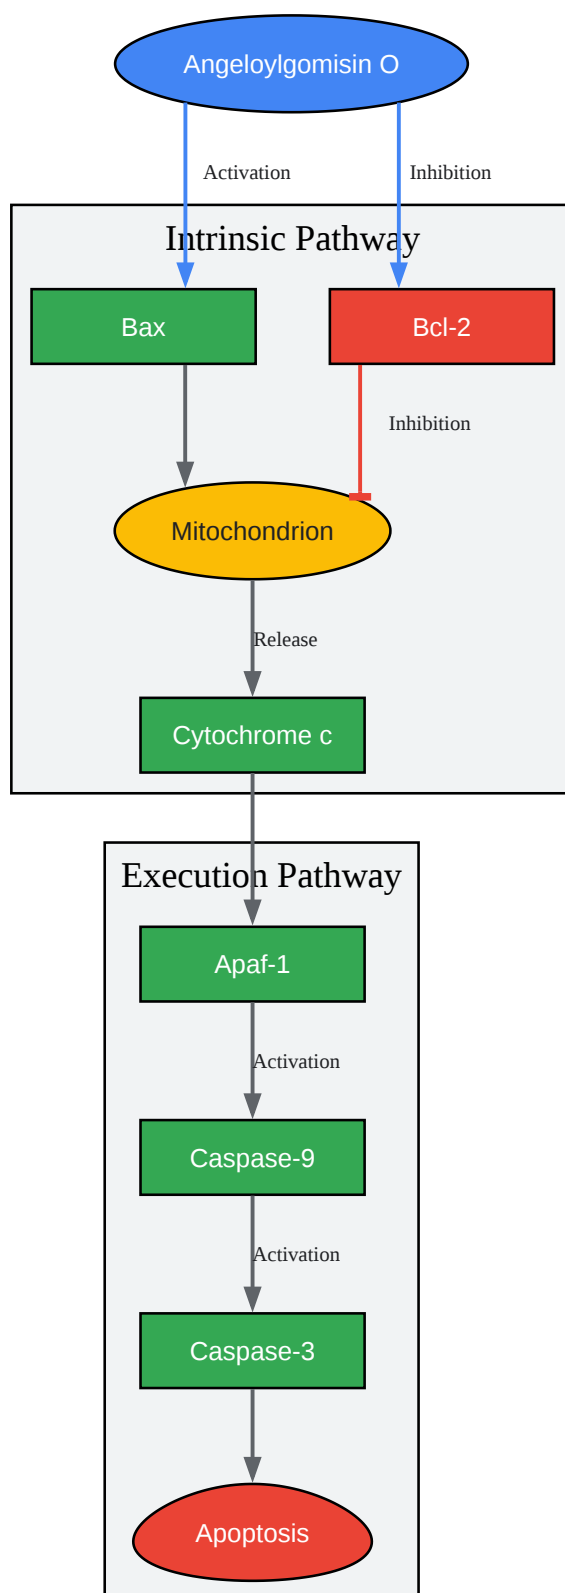 Angeloylgomisin O
Activation
Inhibition
Intrinsic Pathway
Bax
Bcl-2
Inhibition
Mitochondrion
Release
Cytochrome c
Execution Pathway
Apaf-1
Activation
Caspase-9
Activation
Caspase-3
Apoptosis